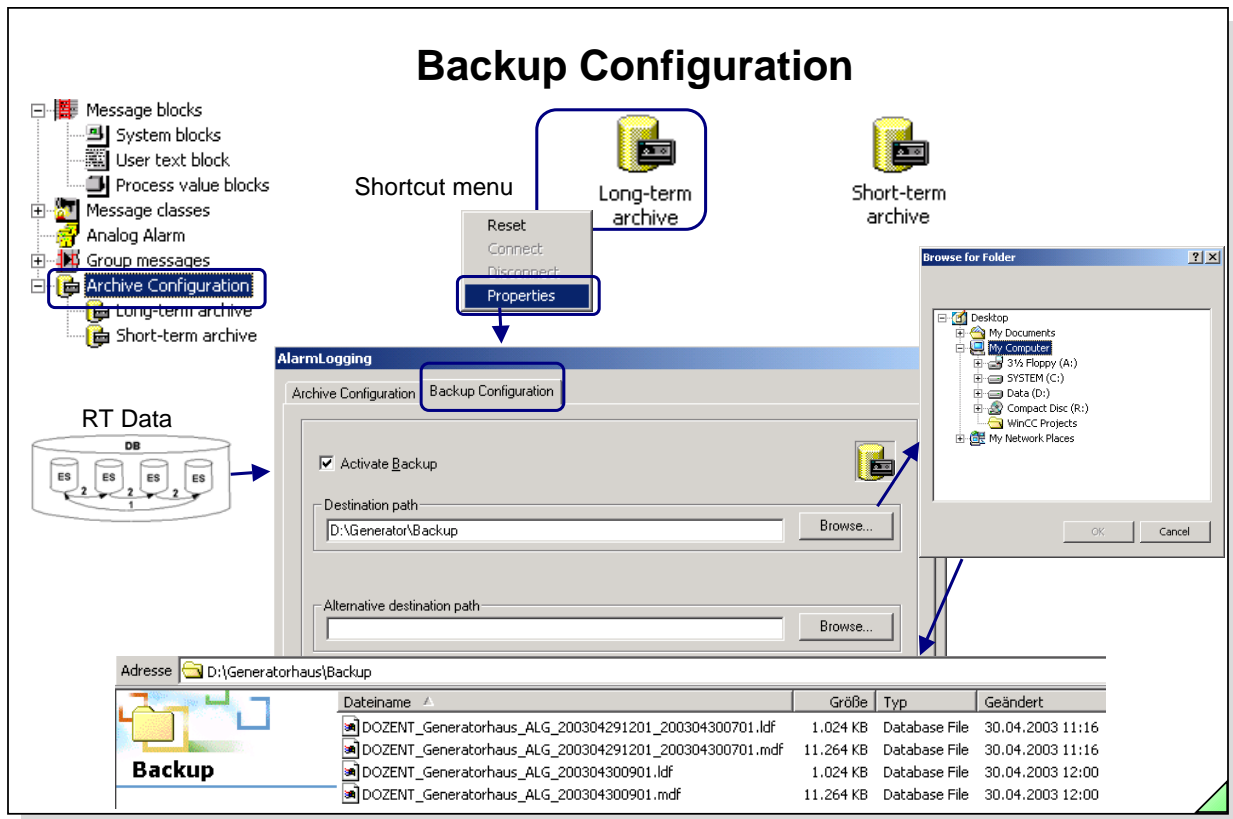 Backup Configuration
Message blocks
System blocks
User text block
Process value blocks
Message classes
Analog Alarm
Group messages
Archive Configuration
Long-term archive
Short-term archive
Shortcut menu
Long-term
archive
Short-term
archive
Reset
Connect
Disconnect
Properties
Browse for Folder
Desktop
My Documents
My Computer
3½ Floppy (A:)
SYSTEM (C:)
Data (D:)
Compact Disc (R:)
WinCC Projects
My Network Places
OK
Cancel
AlarmLogging
Archive Configuration
Backup Configuration
RT Data
DB
ES ES ES ES
2 2 2
1
Activate Backup
Destination path
D:\Generator\Backup
Browse...
Alternative destination path
Browse...
Adresse D:\Generatorhaus\Backup
Backup
Dateiname Größe Typ Geändert
DOZENT_Generatorhaus_ALG_200304291201_200304300701.ldf 1.024 KB Database File 30.04.2003 11:16
DOZENT_Generatorhaus_ALG_200304291201_200304300701.mdf 11.264 KB Database File 30.04.2003 11:16
DOZENT_Generatorhaus_ALG_200304300901.ldf 1.024 KB Database File 30.04.2003 12:00
DOZENT_Generatorhaus_ALG_200304300901.mdf 11.264 KB Database File 30.04.2003 12:00